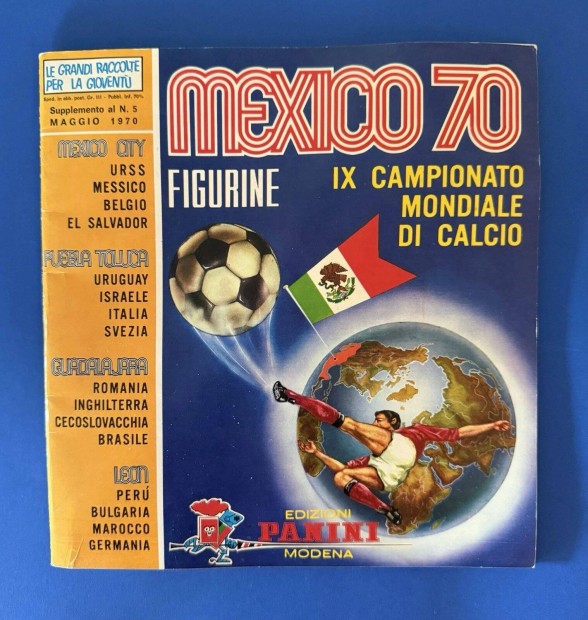 LE GRANDI RACCOLTE
PER LA GIOVENTÙ
Supplemento al N. 5
MAGGIO 1970
MEXICO CITY
URSS
MESSICO
BELGIO
EL SALVADOR
PUEBLA TOLUCA
URUGUAY
ISRAELE
ITALIA
SVEZIA
GUADALAJARA
ROMANIA
INGHILTERRA
CECOSLOVACCHIA
BRASILE
LEON
PERÚ
BULGARIA
MAROCCO
GERMANIA
MEXICO 70
FIGURINE
IX CAMPIONATO
MONDIALE
DI CALCIO
EDIZIONI
PANINI
MODENA